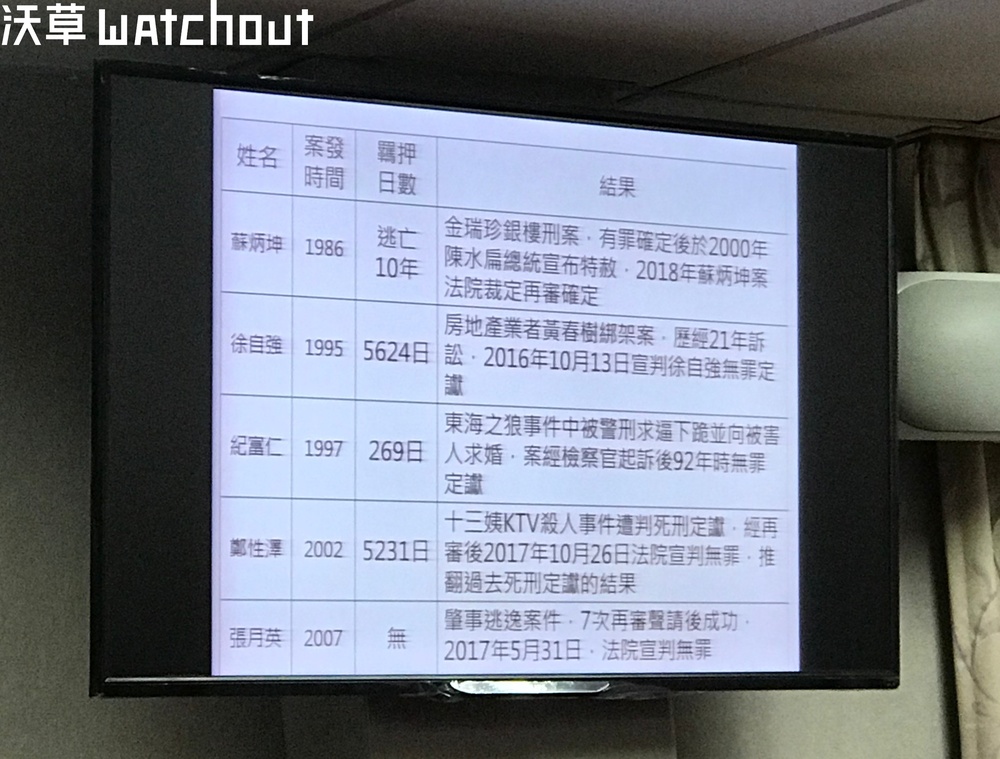 沃草 watchout
姓名
案發
時間
羈押
日數
結果
蘇炳坤
1986
逃亡
10年
金瑞珍銀樓刑案，有罪確定後於2000年
陳水扁總統宣布特赦，2018年蘇炳坤案
法院裁定再審確定
徐自強
1995
5624日
房地產業者黃春樹綁架案，歷經21年訴
訟，2016年10月13日宣判徐自強無罪定
讞
紀富仁
1997
269日
東海之狼事件中被警刑求逼下跪並向被害
人求婚，案經檢察官起訴後92年時無罪
定讞
鄭性澤
2002
5231日
十三姨KTV殺人事件遭判死刑定讞，經再
審後2017年10月26日法院宣判無罪，推
翻過去死刑定讞的結果
張月英
2007
無
肇事逃逸案件，7次再審聲請後成功，
2017年5月31日，法院宣判無罪